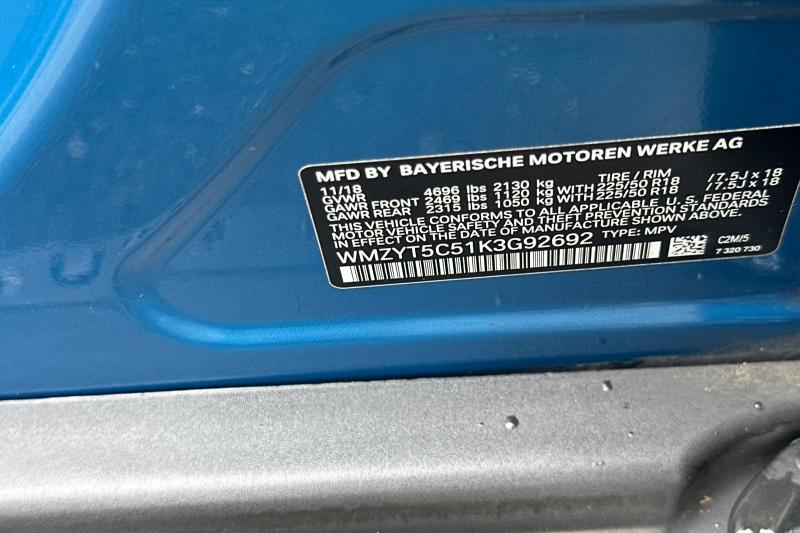 MFD BY BAYERISCHE MOTOREN WERKE AG
11/18 TIRE / RIM
GVWR 4696 lbs 2130 kg
GAWR FRONT 2469 lbs 1120 kg WITH 225/50 R18 /7.5J x 18
GAWR REAR 2315 lbs 1050 kg WITH 225/50 R18 /7.5J x 18
THIS VEHICLE CONFORMS TO ALL APPLICABLE U. S. FEDERAL
MOTOR VEHICLE SAFETY AND THEFT PREVENTION STANDARDS
IN EFFECT ON THE DATE OF MANUFACTURE SHOWN ABOVE.
WMZYT5C51K3G92692 TYPE: MPV
C2M/5
7 320 730